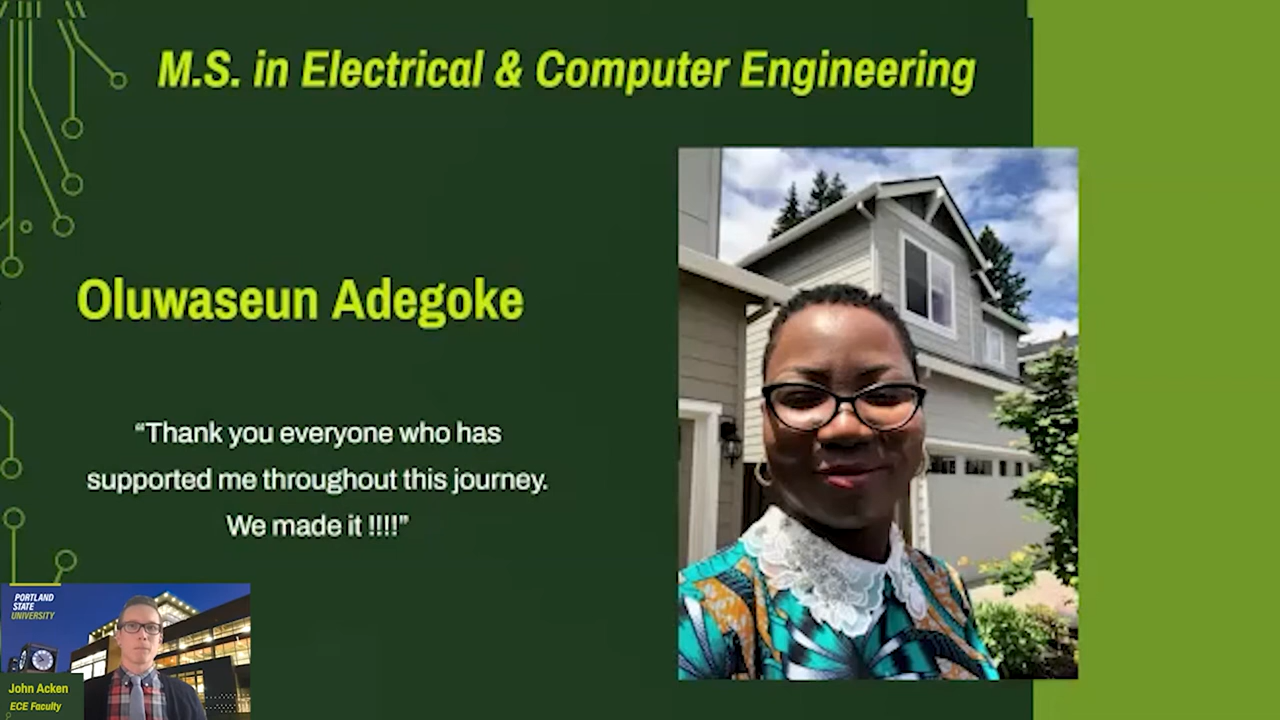 M.S. in Electrical & Computer Engineering
Oluwaseun Adegoke
“Thank you everyone who has
supported me throughout this journey.
We made it !!!!”
PORTLAND
STATE
UNIVERSITY
John Acken
ECE Faculty